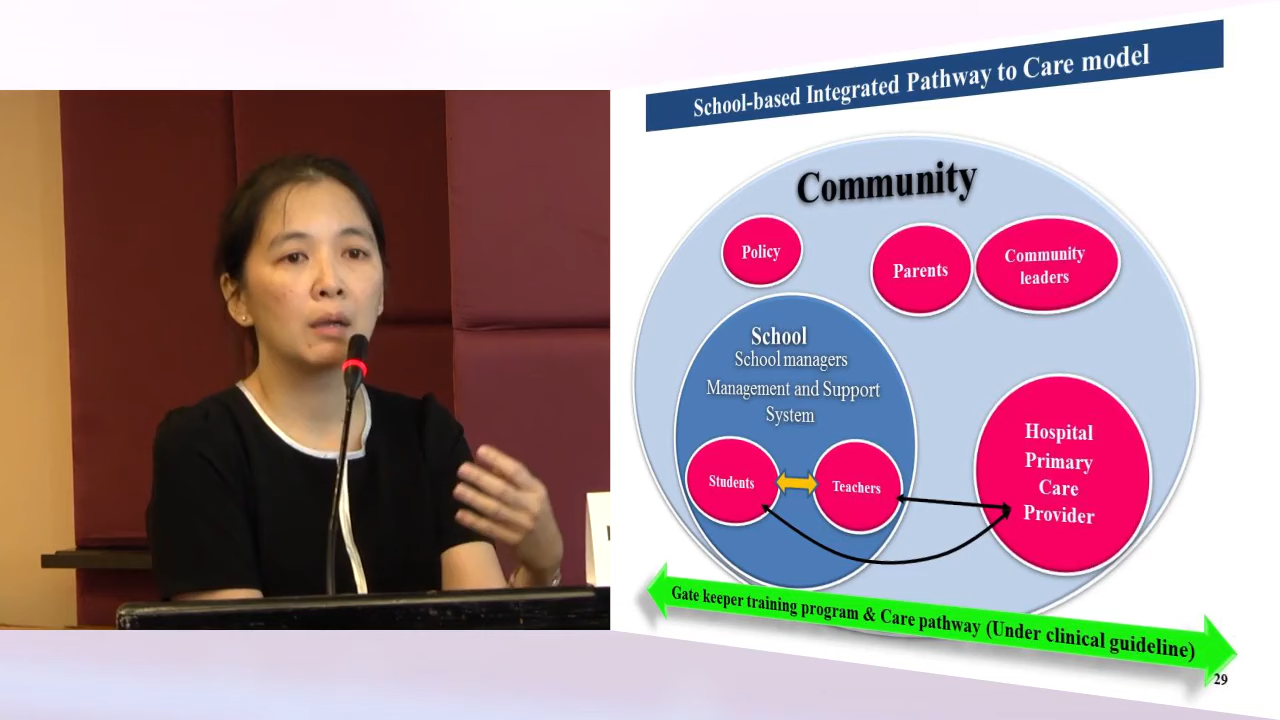 School-based Integrated Pathway to Care model
Community
Policy
Parents
Community
leaders
School
School managers
Management and Support
System
Students
Teachers
Hospital
Primary
Care
Provider
Gate keeper training program & Care pathway (Under clinical guideline)
29